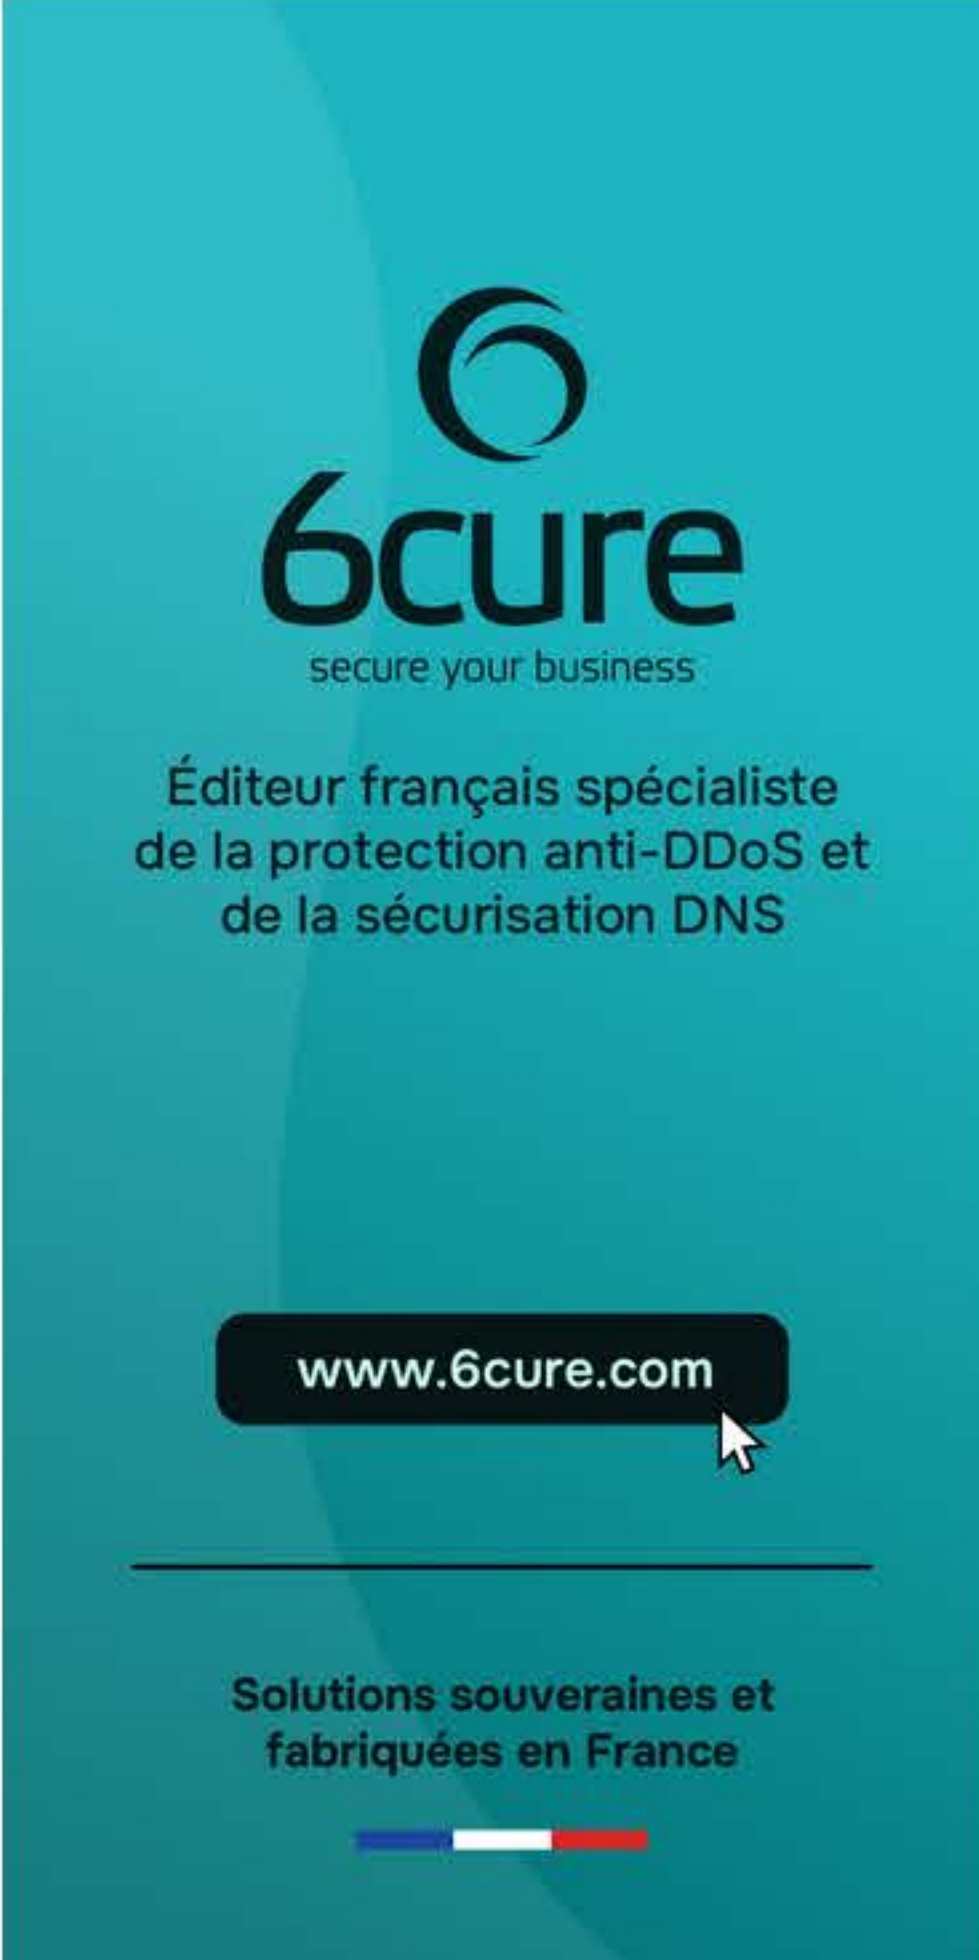 6cure
secure your business
Éditeur français spécialiste
de la protection anti-DDoS et
de la sécurisation DNS
www.6cure.com
Solutions souveraines et
fabriquées en France